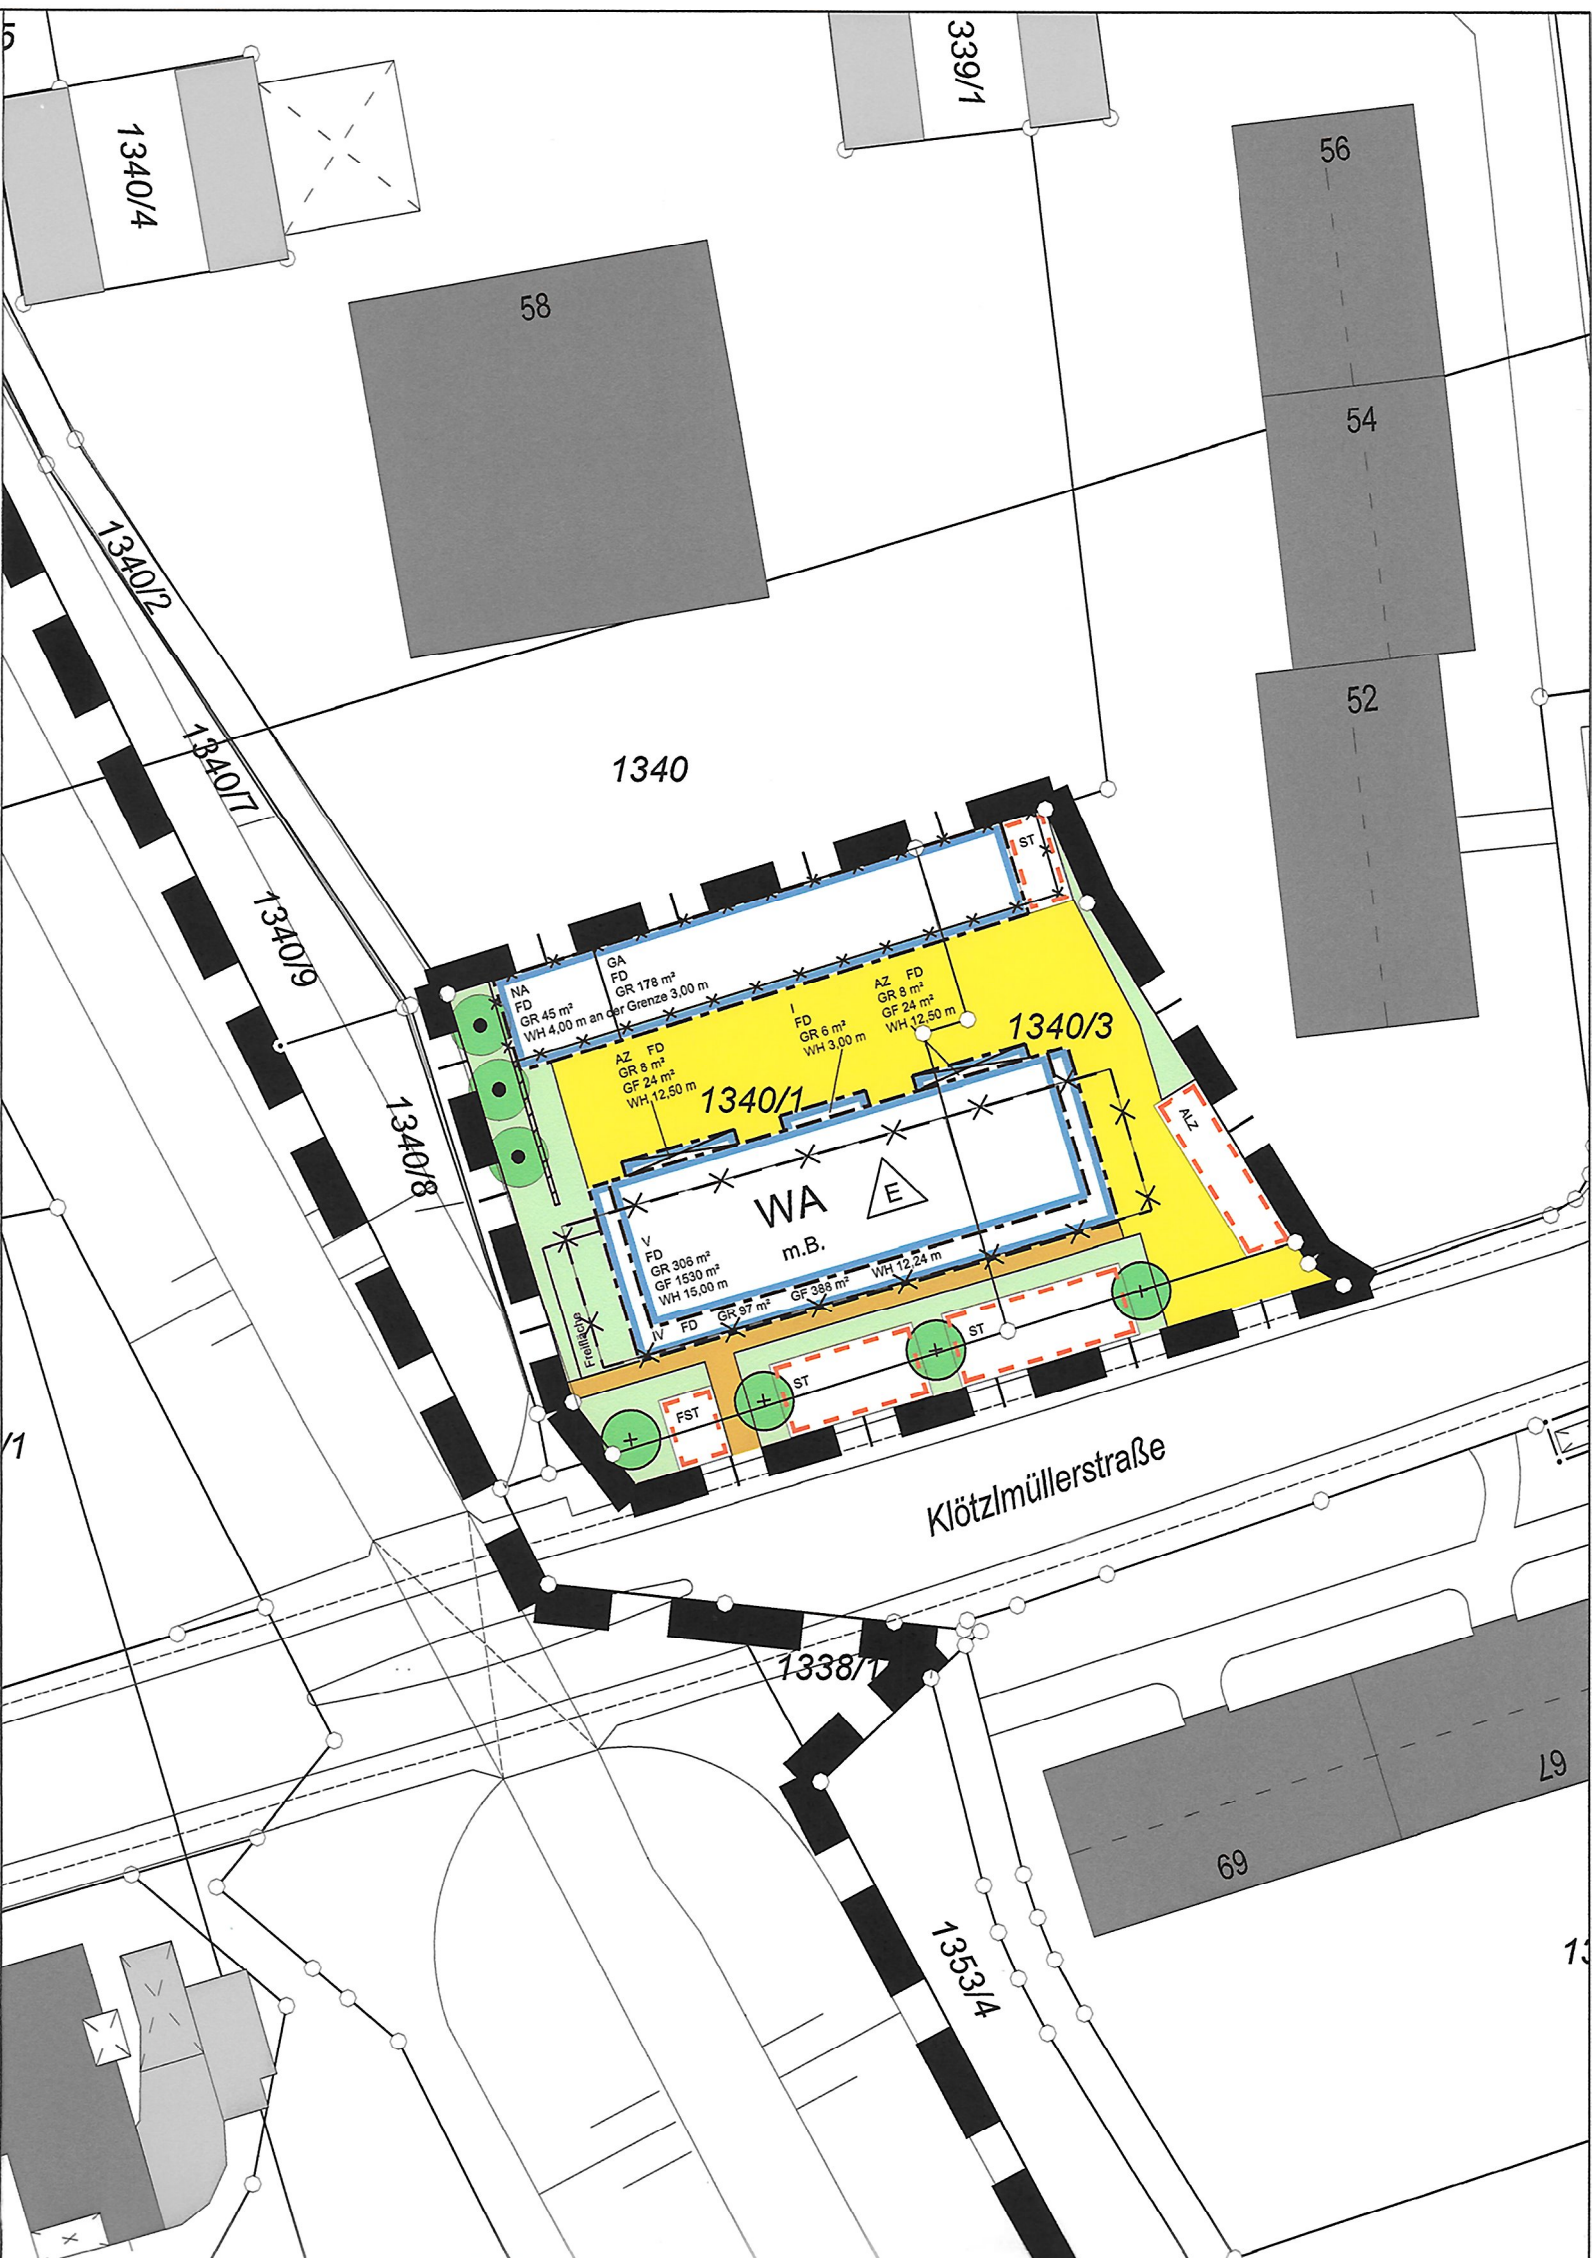 5
1340/4
339/1
56
58
54
52
1340/2
1340
1340/7
1340/9
ST
NA
FD
GR 45 m²
WH 4,00 m an der Grenze 3,00 m
GA
FD
GR 178 m²
AZ FD
GR 8 m²
GF 24 m²
WH 12,50 m
I
FD
GR 6 m²
WH 3,00 m
AZ FD
GR 8 m²
GF 24 m²
WH 12,50 m
1340/3
1340/1
1340/8
ALZ
WA
E
m.B.
V
FD
GR 306 m²
GF 1530 m²
WH 15,00 m
IV FD GR 97 m² GF 388 m² WH 12,24 m
Freifläche
ST
ST
FST
/1
Klötzlmüllerstraße
1338/1
67
69
1353/4
13